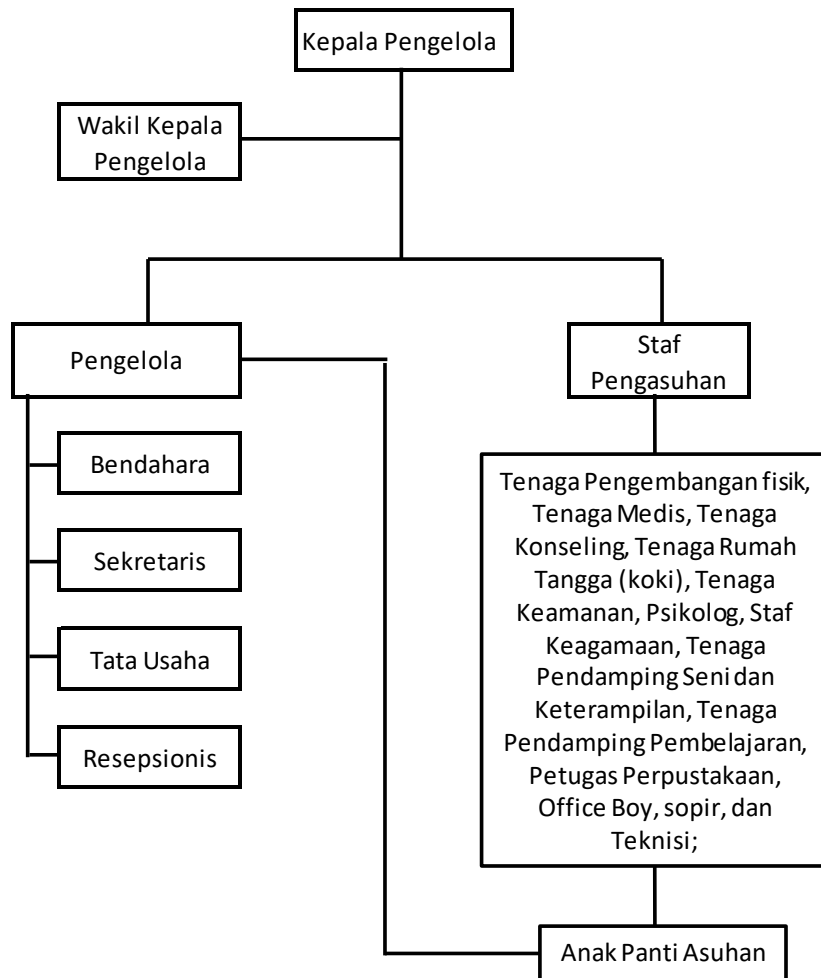 Kepala Pengelola
Wakil Kepala
Pengelola
Pengelola
Staf
Pengasuhan
Bendahara
Sekretaris
Tata Usaha
Resepsionis
Tenaga Pengembangan fisik,
Tenaga Medis, Tenaga
Konseling, Tenaga Rumah
Tangga (koki), Tenaga
Keamanan, Psikolog, Staf
Keagamaan, Tenaga
Pendamping Seni dan
Keterampilan, Tenaga
Pendamping Pembelajaran,
Petugas Perpustakaan,
Office Boy, sopir, dan
Teknisi;
Anak Panti Asuhan